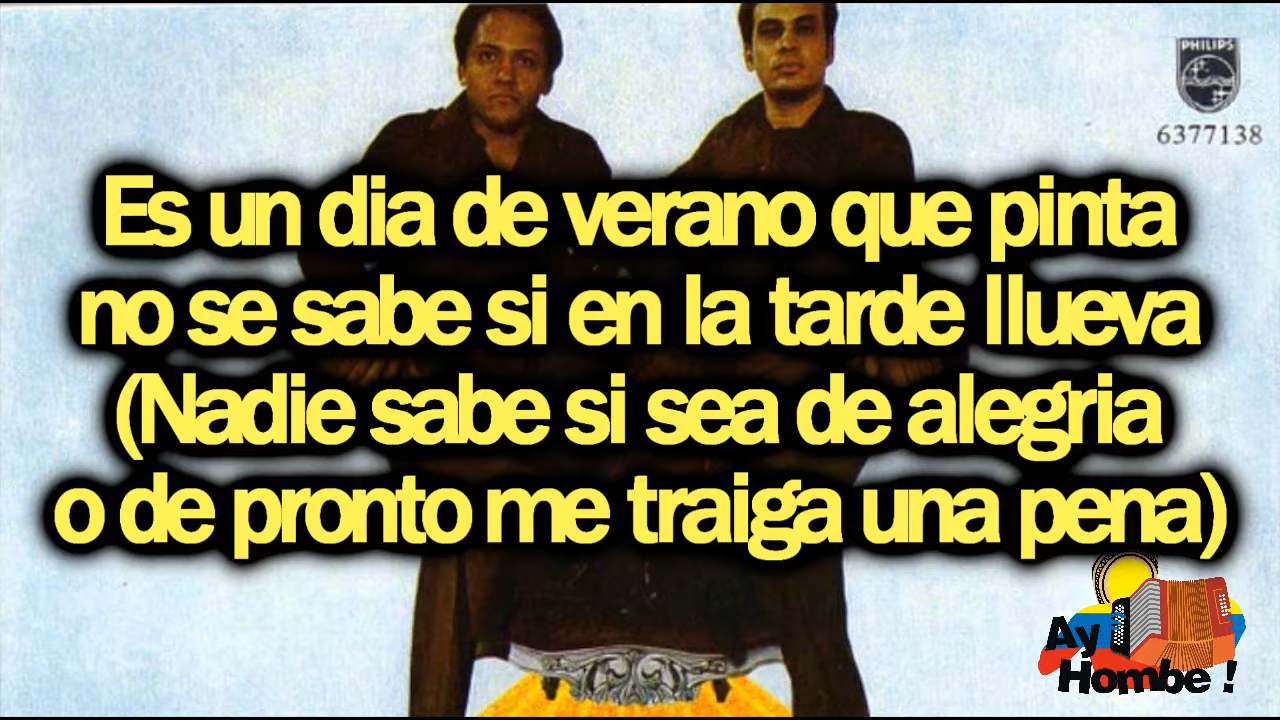 PHILIPS
6377138
Es un dia de verano que pinta
no se sabe si en la tarde llueva
(Nadie sabe si sea de alegria
o de pronto me traiga una pena)
Ay
Hombe !